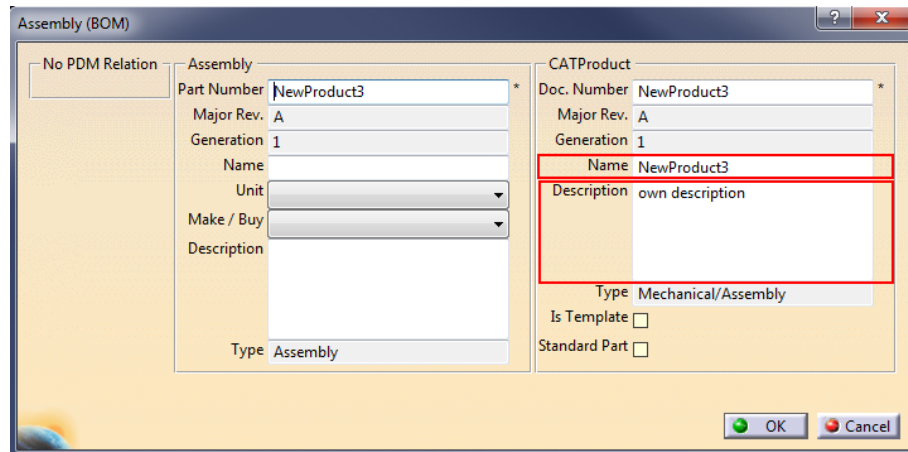 Assembly (BOM)
?
X
No PDM Relation
Assembly
Part Number NewProduct3 *
Major Rev. A
Generation 1
Name
Unit
Make / Buy
Description
Type Assembly
CATProduct
Doc. Number NewProduct3 *
Major Rev. A
Generation 1
Name NewProduct3
Description own description
Type Mechanical/Assembly
Is Template
Standard Part
OK
Cancel